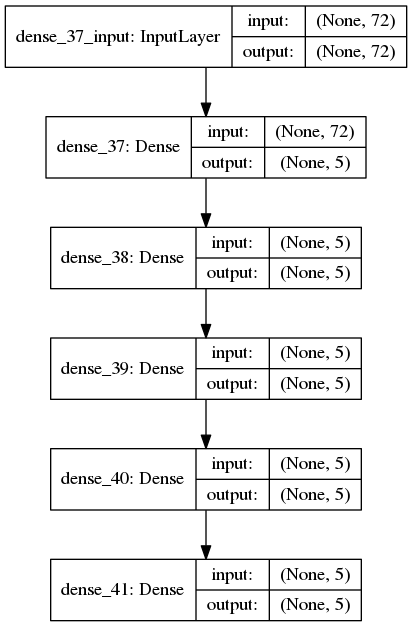 dense_37_input: InputLayer
input: (None, 72)
output: (None, 72)
dense_37: Dense
input: (None, 72)
output: (None, 5)
dense_38: Dense
input: (None, 5)
output: (None, 5)
dense_39: Dense
input: (None, 5)
output: (None, 5)
dense_40: Dense
input: (None, 5)
output: (None, 5)
dense_41: Dense
input: (None, 5)
output: (None, 5)